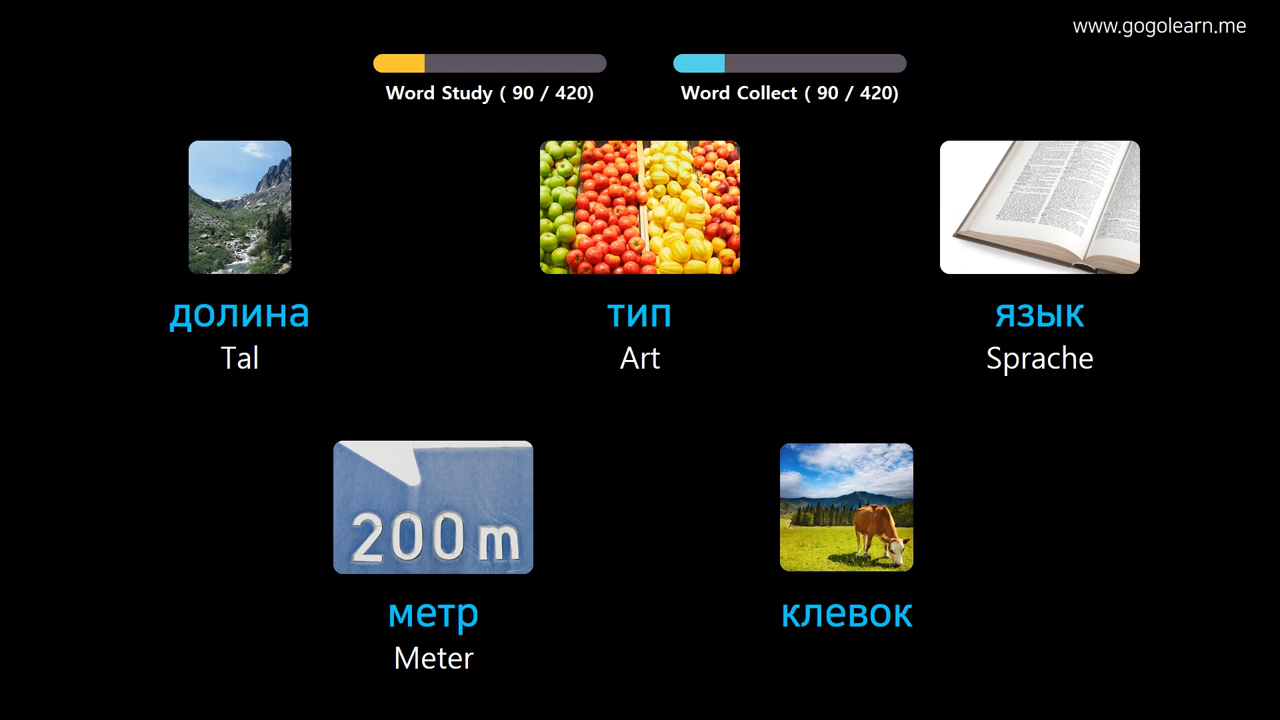 www.gogolearn.me
Word Study ( 90 / 420)
Word Collect ( 90 / 420)
долина
Tal
тип
Art
язык
Sprache
200 m
метр
Meter
клевок